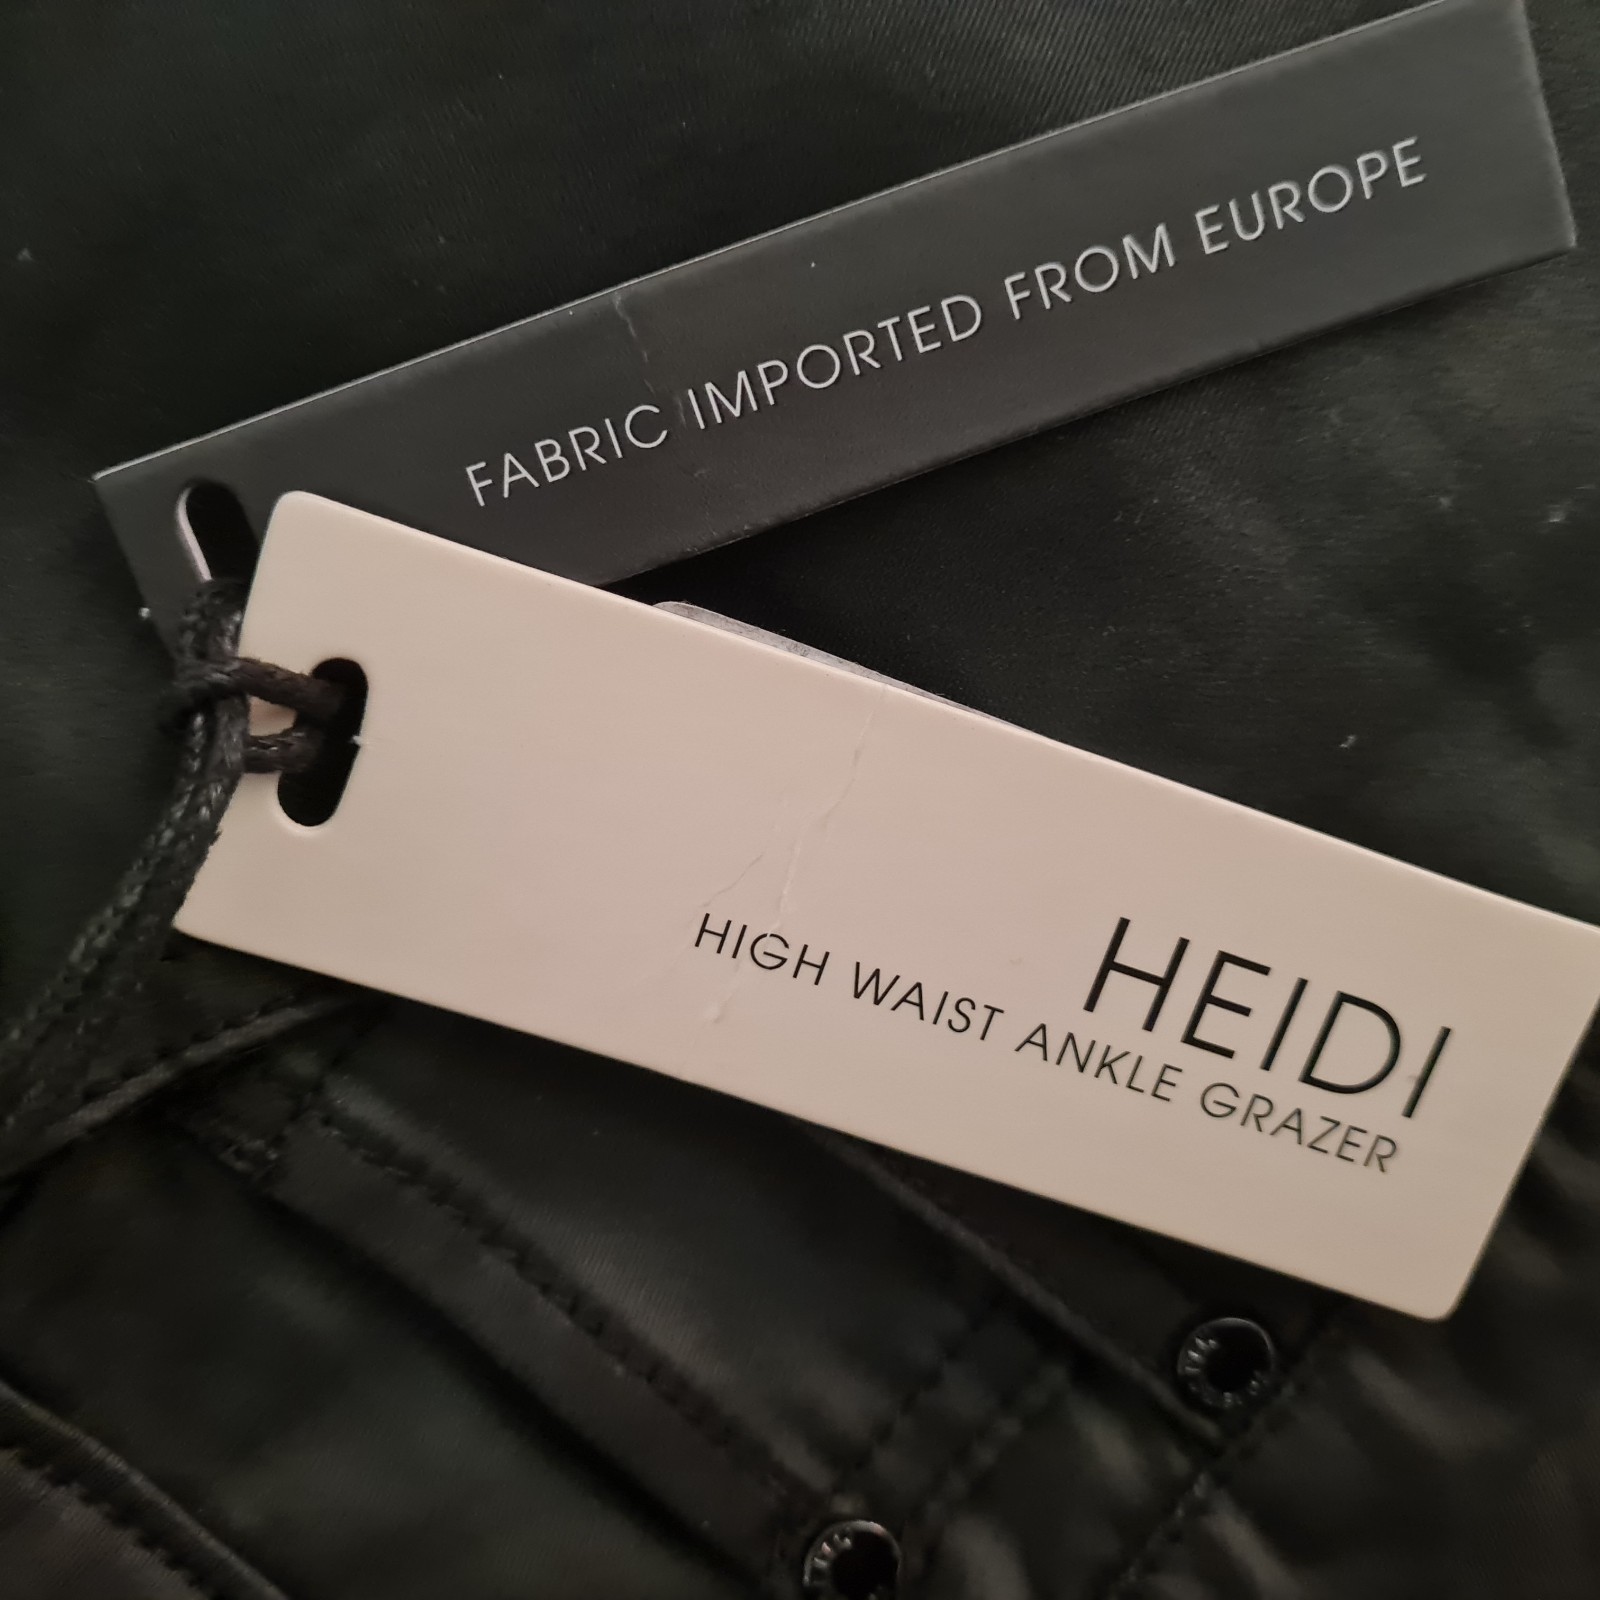 FABRIC IMPORTED FROM EUROPE
HEIDI
HIGH WAIST ANKLE GRAZER